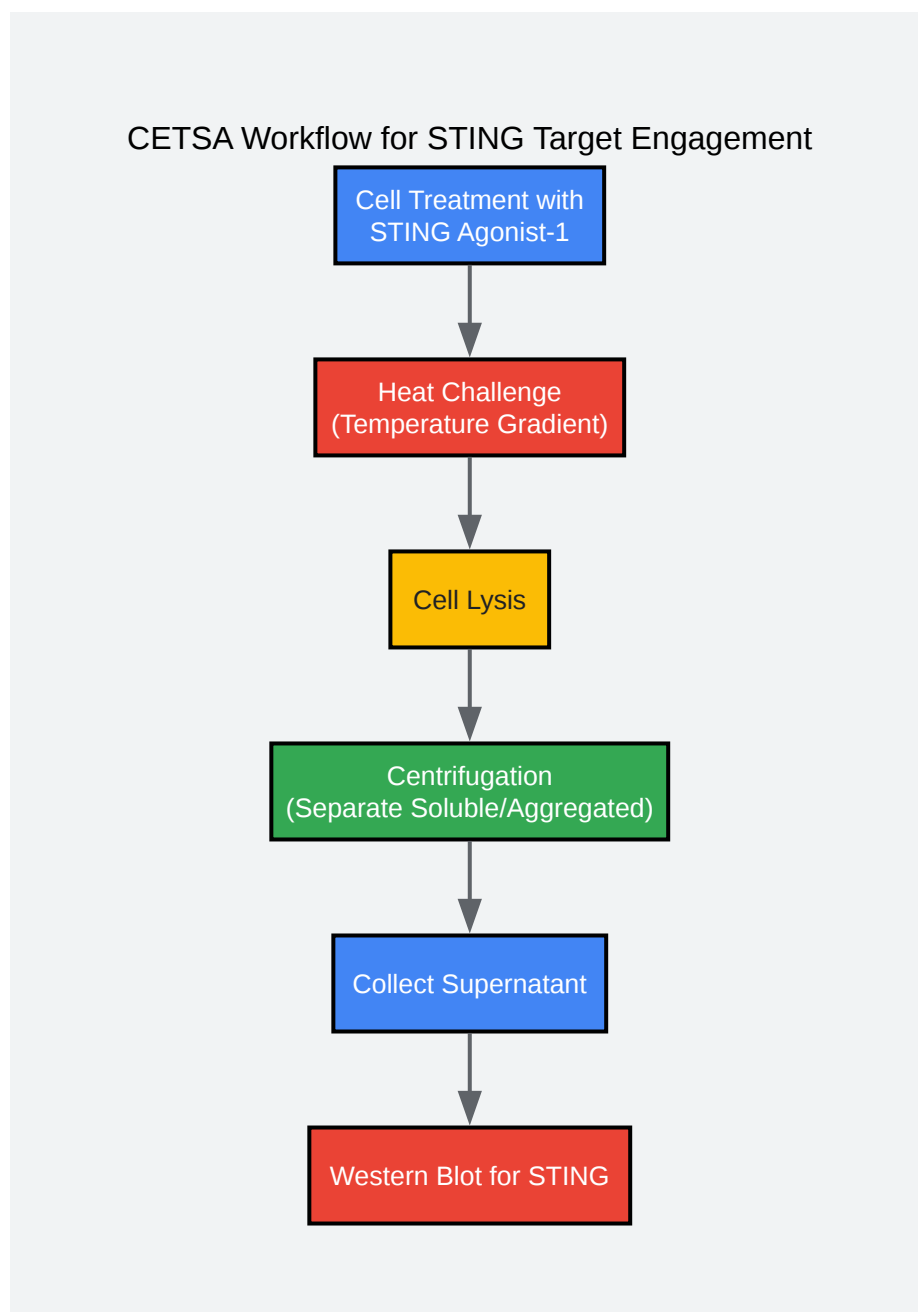 CETSA Workflow for STING Target Engagement
Cell Treatment with
STING Agonist-1
Heat Challenge
(Temperature Gradient)
Cell Lysis
Centrifugation
(Separate Soluble/Aggregated)
Collect Supernatant
Western Blot for STING